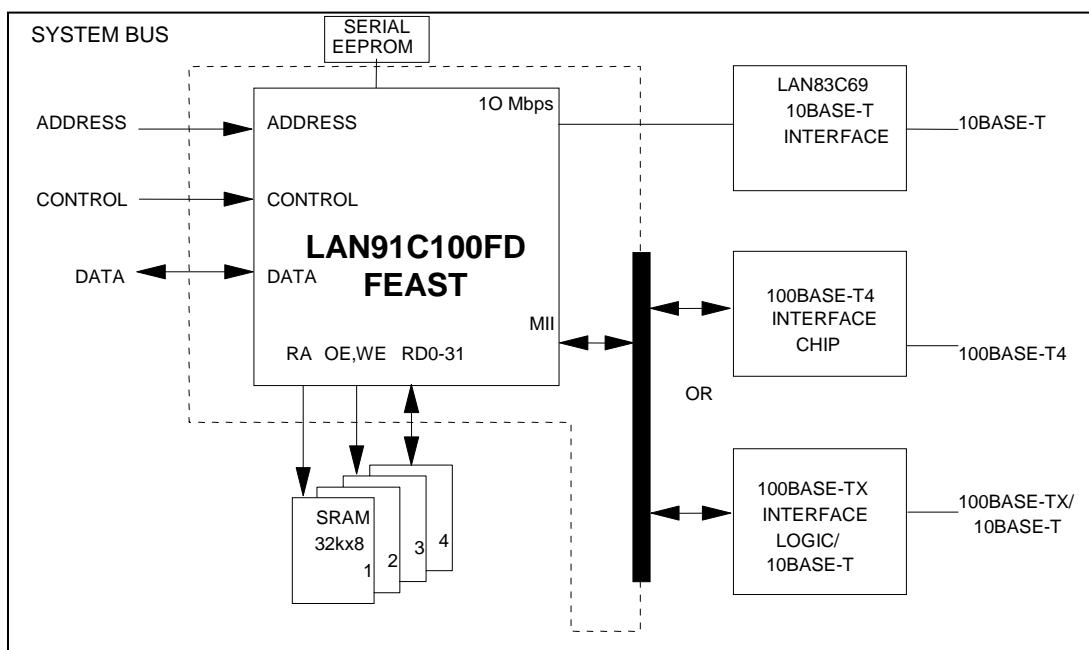 SYSTEM BUS
SERIAL
EEPROM
1O Mbps
LAN83C69
10BASE-T
INTERFACE
10BASE-T
ADDRESS
ADDRESS
CONTROL
CONTROL
LAN91C100FD
FEAST
DATA
DATA
MII
RA OE,WE RD0-31
100BASE-T4
INTERFACE
CHIP
100BASE-T4
OR
SRAM
32kx8
1
2
3
4
100BASE-TX
INTERFACE
LOGIC/
10BASE-T
100BASE-TX/
10BASE-T